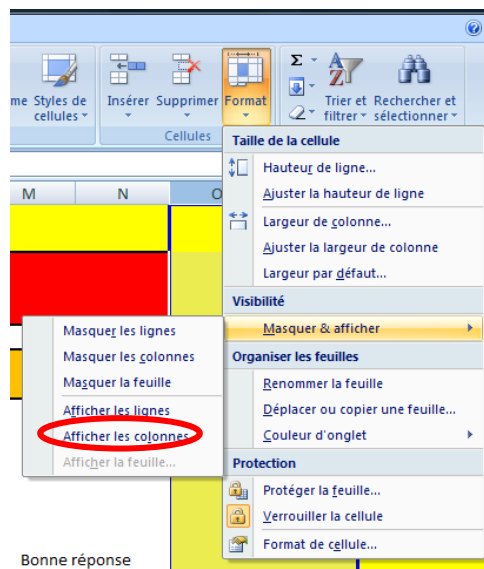 me Styles de cellules
Insérer
Supprimer
Format
Σ
Trier et filtrer
Rechercher et sélectionner
Cellules
Taille de la cellule
Hauteur de ligne...
Ajuster la hauteur de ligne
Largeur de colonne...
Ajuster la largeur de colonne
Largeur par défaut...
Visibilité
Masquer & afficher
Organiser les feuilles
Renommer la feuille
Déplacer ou copier une feuille...
Couleur d'onglet
Protection
Protéger la feuille...
Verrouiller la cellule
Format de cellule...
M
N
O
Masquer les lignes
Masquer les colonnes
Masquer la feuille
Afficher les lignes
Afficher les colonnes
Afficher la feuille...
Bonne réponse